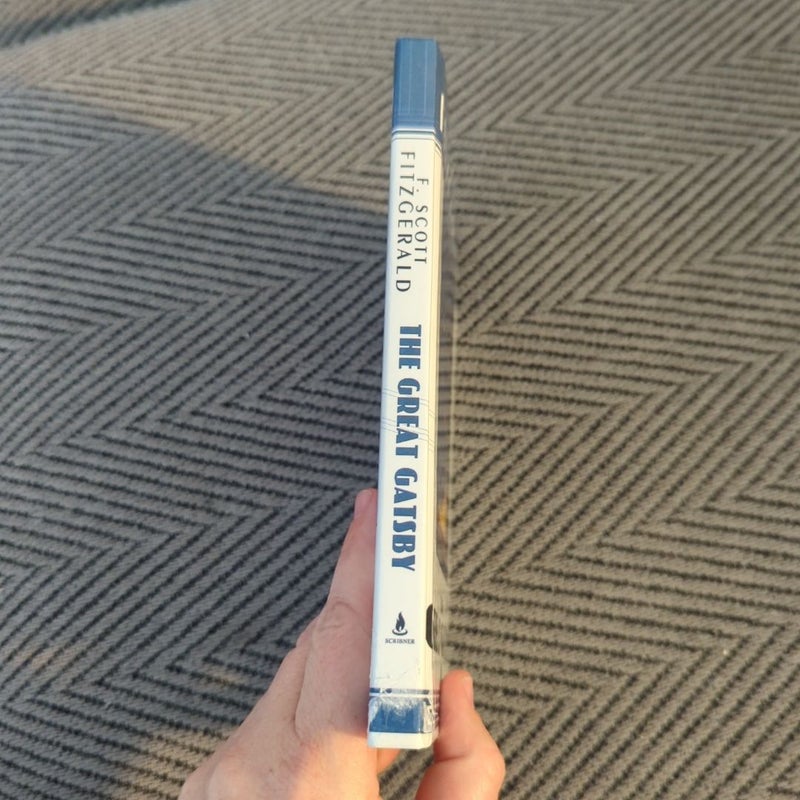 F. SCOTT
FITZGERALD
THE GREAT GATSBY
SCRIBNER